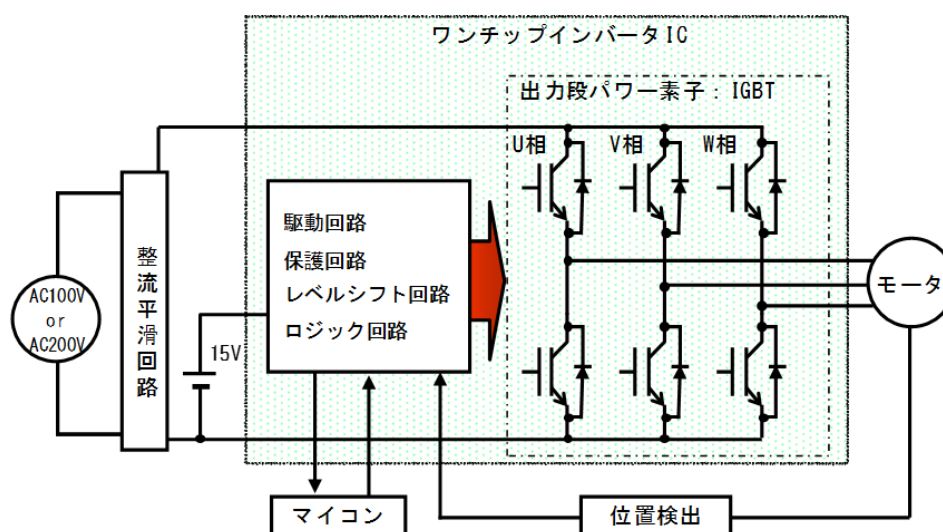 ワンチップインバータIC
出力段パワー素子:IGBT
U相
V相
W相
駆動回路
保護回路
レベルシフト回路
ロジック回路
整流平滑回路
AC100V
or
AC200V
15V
モータ
マイコン
位置検出